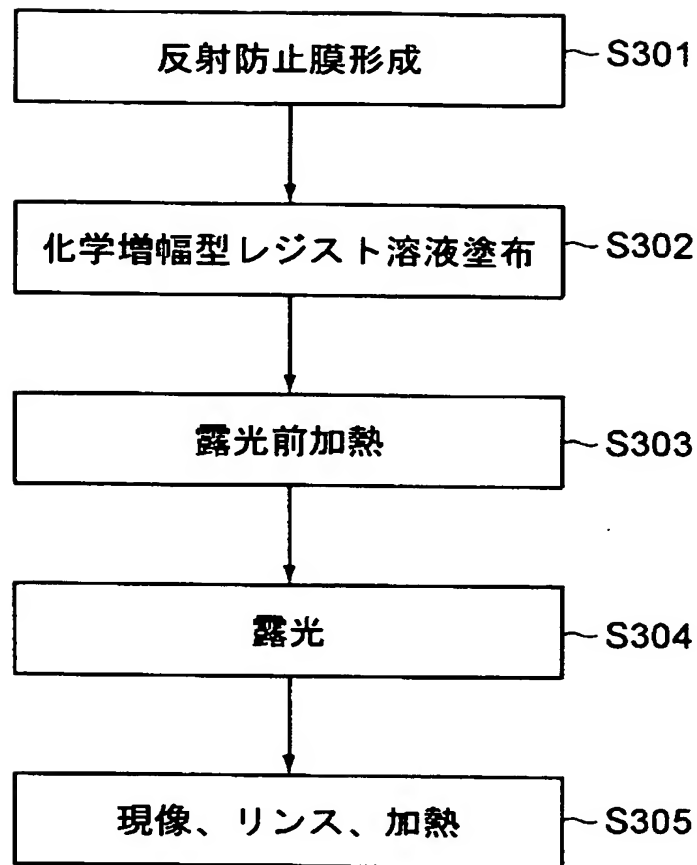 反射防止膜形成 S301
化学増幅型レジスト溶液塗布 S302
露光前加熱 S303
露光 S304
現像、リンス、加熱 S305